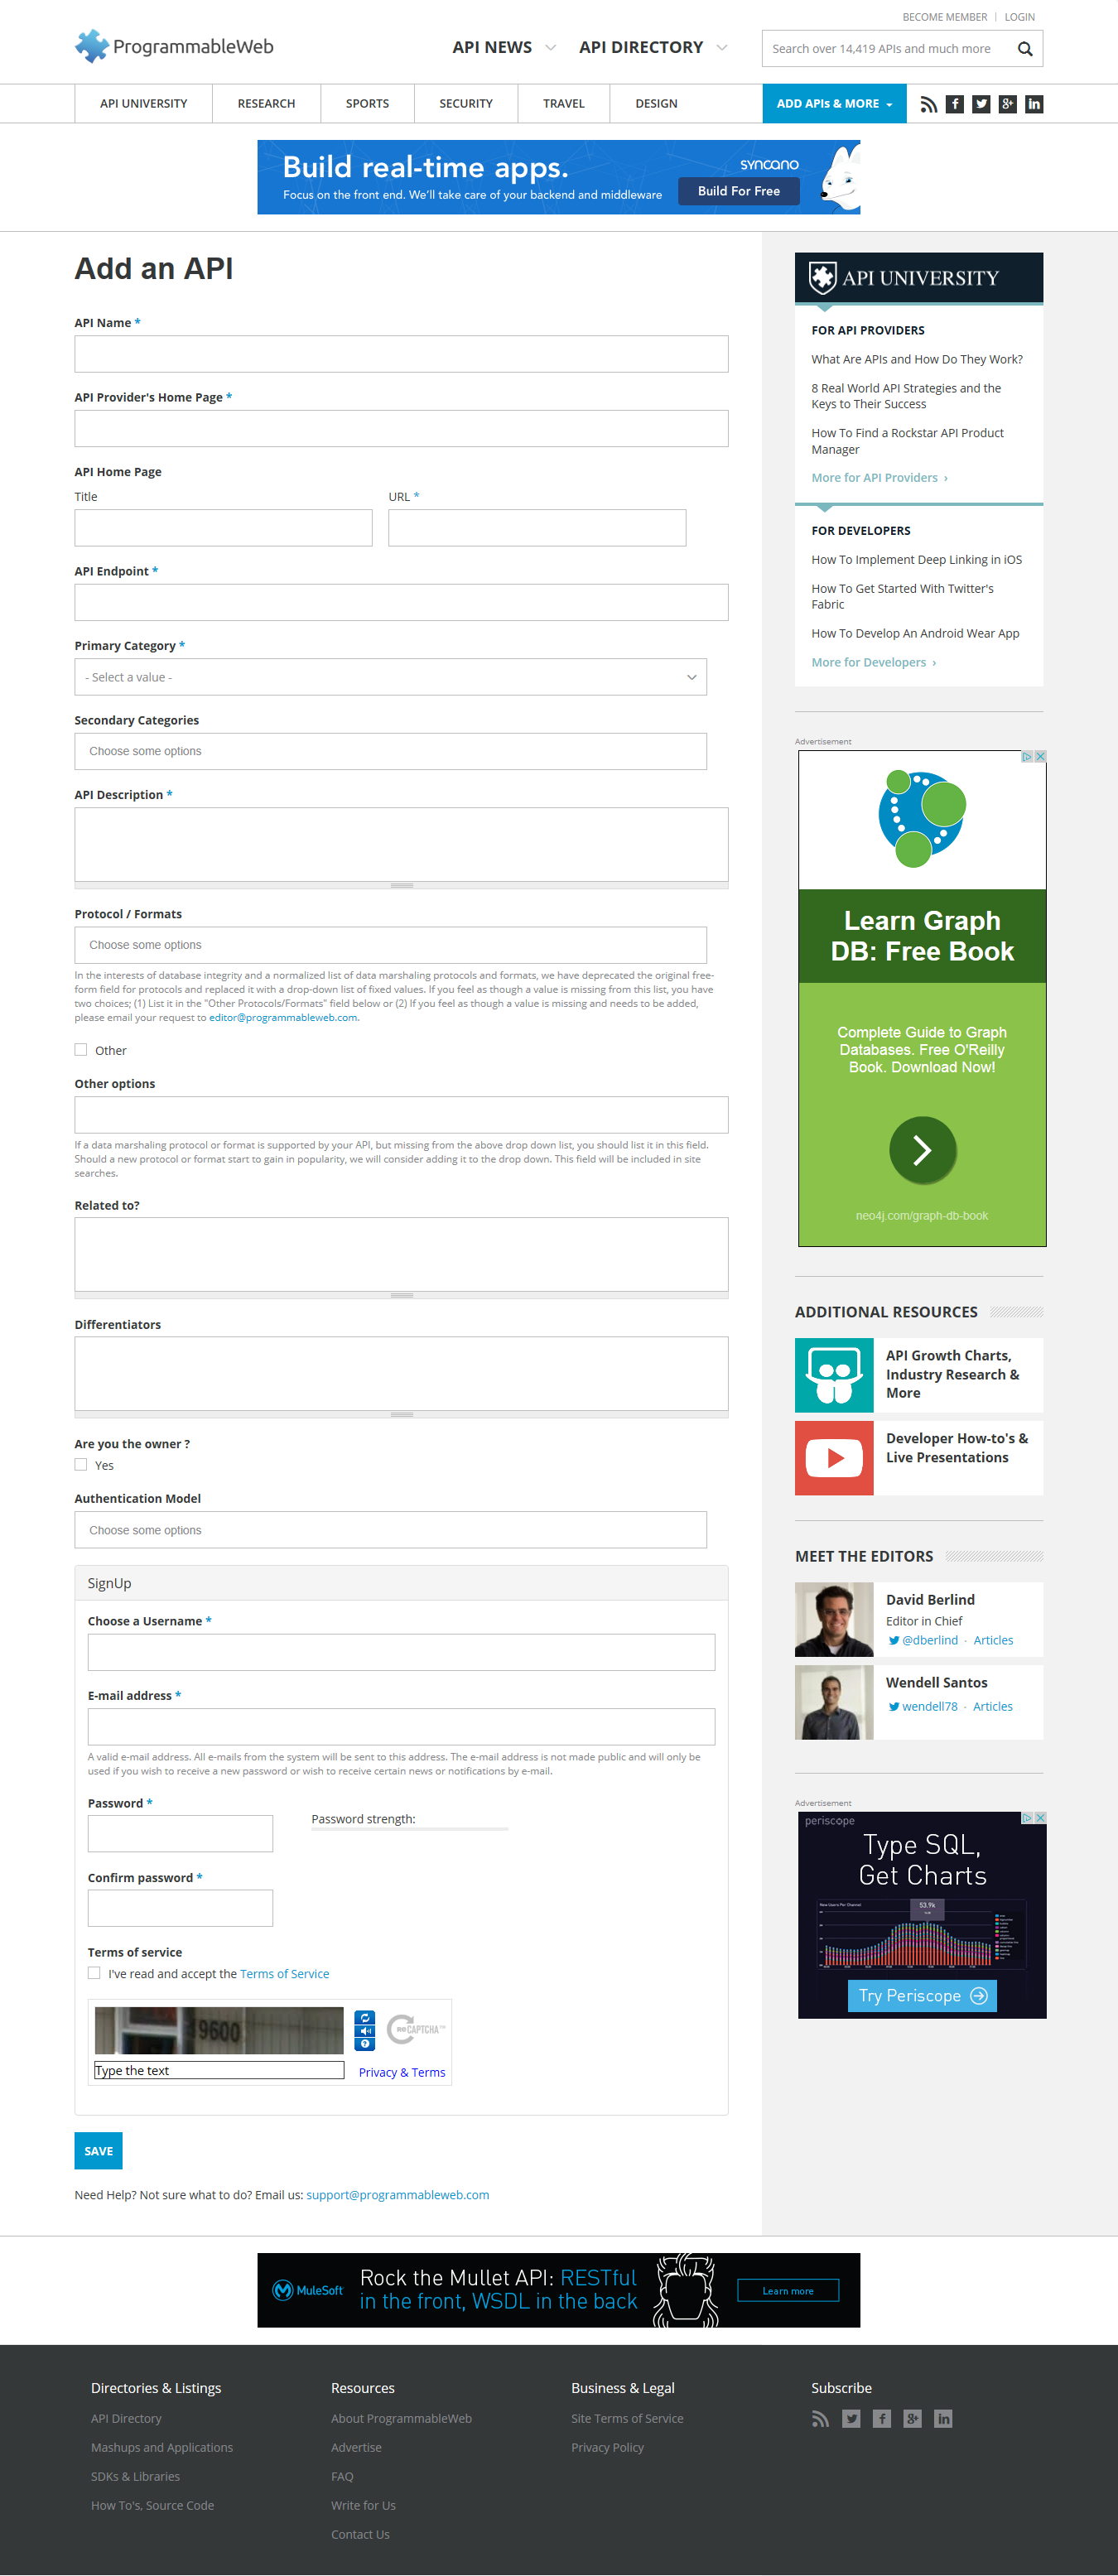 BECOME MEMBER | LOGIN
ProgrammableWeb
API NEWS
API DIRECTORY
Search over 14,419 APIs and much more
API UNIVERSITY
RESEARCH
SPORTS
SECURITY
TRAVEL
DESIGN
ADD APIs & MORE
Build real-time apps.
Focus on the front end. We'll take care of your backend and middleware
SYNCANO
Build For Free
Add an API
API Name *
API Provider's Home Page *
API Home Page
Title
URL *
API Endpoint *
Primary Category *
- Select a value -
Secondary Categories
Choose some options
API Description *
Protocol / Formats
Choose some options
In the interests of database integrity and a normalized list of data marshaling protocols and formats, we have deprecated the original free-
form field for protocols and replaced it with a drop-down list of fixed values. If you feel as though a value is missing from this list, you have
two choices; (1) List it in the "Other Protocols/Formats" field below or (2) If you feel as though a value is missing and needs to be added,
please email your request to editor@programmableweb.com.
Other
Other options
If a data marshaling protocol or format is supported by your API, but missing from the above drop down list, you should list it in this field.
Should a new protocol or format start to gain in popularity, we will consider adding it to the drop down. This field will be included in site
searches.
Related to?
Differentiators
Are you the owner ?
Yes
Authentication Model
Choose some options
SignUp
Choose a Username *
E-mail address *
A valid e-mail address. All e-mails from the system will be sent to this address. The e-mail address is not made public and will only be
used if you wish to receive a new password or wish to receive certain news or notifications by e-mail.
Password *
Password strength:
Confirm password *
Terms of service
I've read and accept the Terms of Service
9600
reCAPTCHA™
Type the text
Privacy & Terms
SAVE
Need Help? Not sure what to do? Email us: support@programmableweb.com
API UNIVERSITY
FOR API PROVIDERS
What Are APIs and How Do They Work?
8 Real World API Strategies and the
Keys to Their Success
How To Find a Rockstar API Product
Manager
More for API Providers ›
FOR DEVELOPERS
How To Implement Deep Linking in iOS
How To Get Started With Twitter's
Fabric
How To Develop An Android Wear App
More for Developers ›
Advertisement
Learn Graph
DB: Free Book
Complete Guide to Graph
Databases. Free O'Reilly
Book. Download Now!
neo4j.com/graph-db-book
ADDITIONAL RESOURCES
API Growth Charts,
Industry Research &
More
Developer How-to's &
Live Presentations
MEET THE EDITORS
David Berlind
Editor in Chief
@dberlind · Articles
Wendell Santos
wendell78 · Articles
Advertisement
periscope
Type SQL,
Get Charts
New Users Per Channel
53.9k
Try Periscope
MuleSoft
Rock the Mullet API: RESTful
in the front, WSDL in the back
Learn more
Directories & Listings
API Directory
Mashups and Applications
SDKs & Libraries
How To's, Source Code
Resources
About ProgrammableWeb
Advertise
FAQ
Write for Us
Contact Us
Business & Legal
Site Terms of Service
Privacy Policy
Subscribe